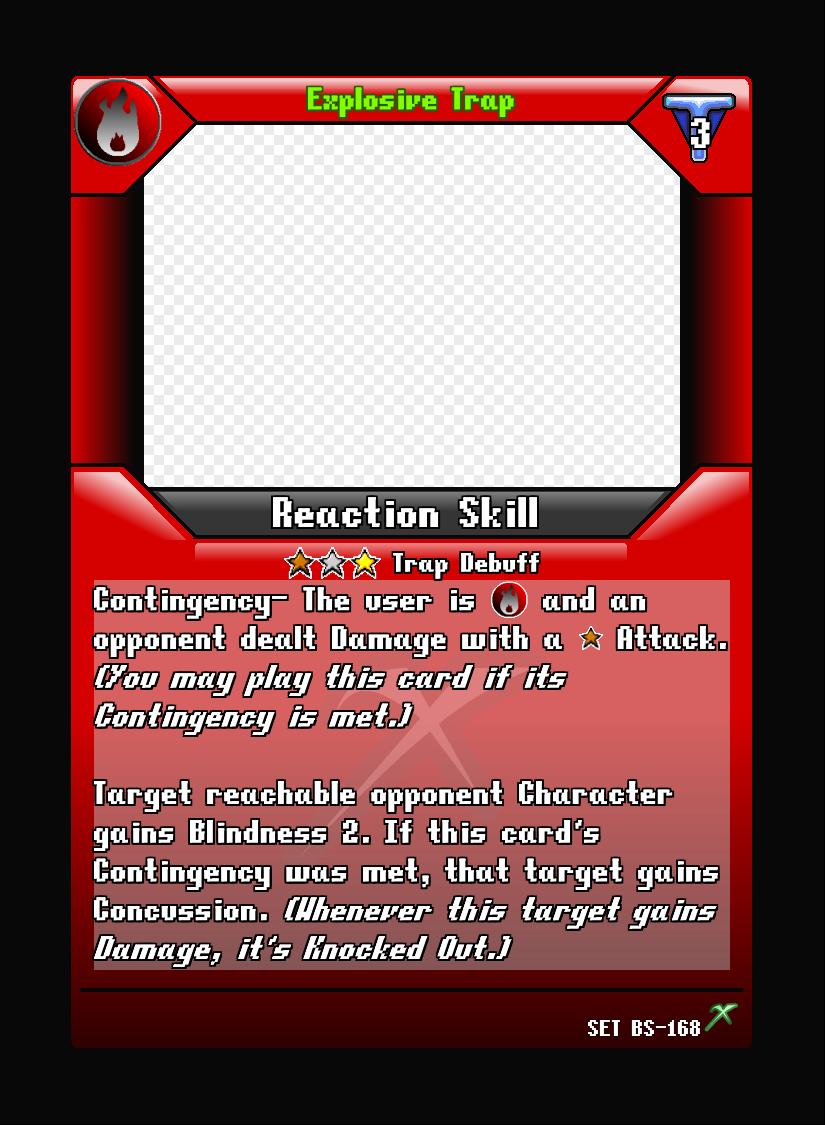 Explosive Trap
3
Reaction Skill
Trap Debuff
Contingency- The user is and an
opponent dealt Damage with a Attack.
(You may play this card if its
Contingency is met.)
Target reachable opponent Character
gains Blindness 2. If this card's
Contingency was met, that target gains
Concussion. (Whenever this target gains
Damage, it's Knocked Out.)
SET BS-168